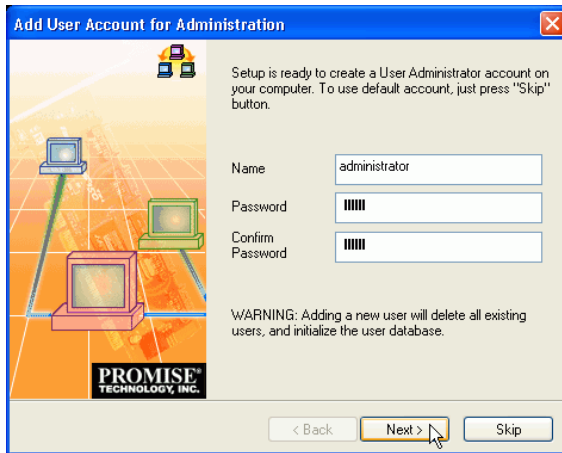 Add User Account for Administration
Setup is ready to create a User Administrator account on
your computer. To use default account, just press "Skip"
button.
Name
administrator
Password
Confirm
Password
WARNING: Adding a new user will delete all existing
users, and initialize the user database.
PROMISE®
TECHNOLOGY, INC.
< Back
Next >
Skip